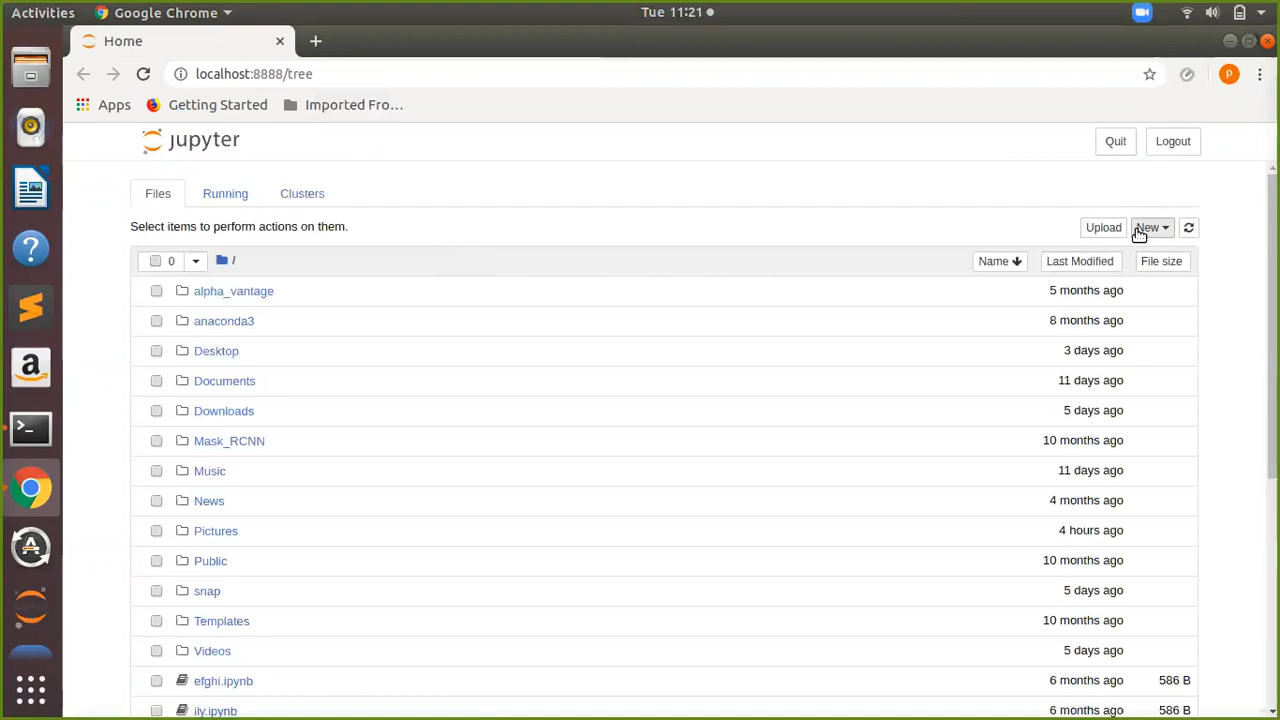 Activities Google Chrome Tue 11:21
Home
localhost:8888/tree P
Apps Getting Started Imported Fro...
jupyter Quit Logout
Files Running Clusters
Select items to perform actions on them. Upload New
0 / Name Last Modified File size
alpha_vantage 5 months ago
anaconda3 8 months ago
Desktop 3 days ago
Documents 11 days ago
Downloads 5 days ago
Mask_RCNN 10 months ago
Music 11 days ago
News 4 months ago
Pictures 4 hours ago
Public 10 months ago
snap 5 days ago
Templates 10 months ago
Videos 5 days ago
efghi.ipynb 6 months ago 586 B
ily.ipynb 6 months ago 586 B